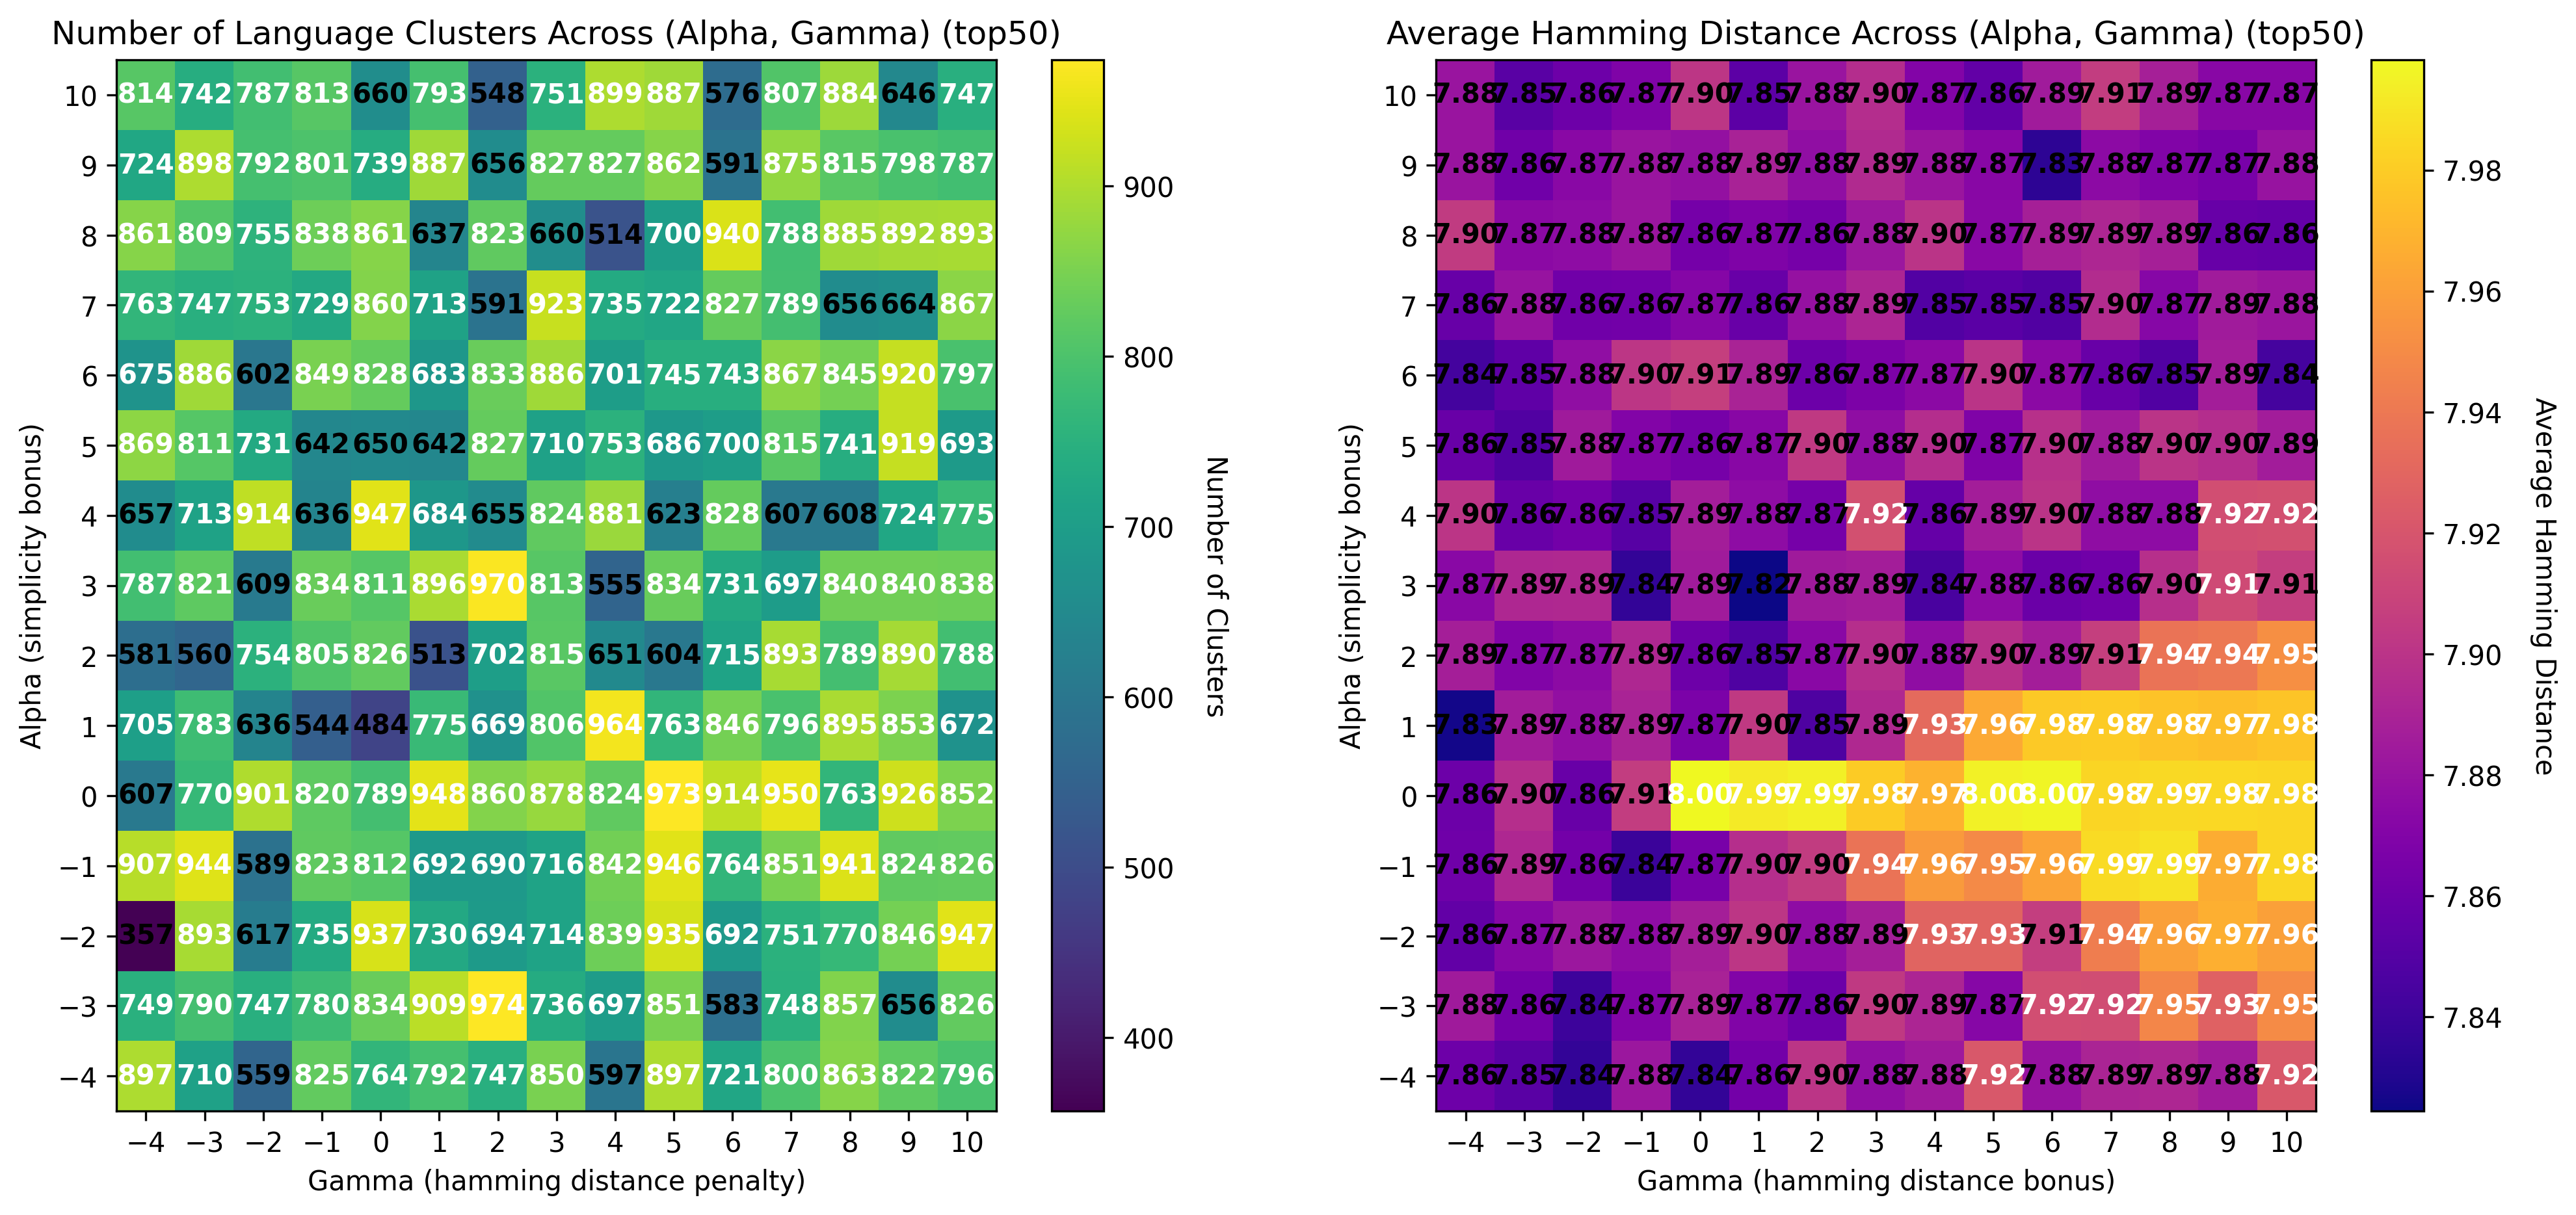 Number of Language Clusters Across (Alpha, Gamma) (top50)
10 814 742 787 813 660 793 548 751 899 887 576 807 884 646 747
9 724 898 792 801 739 887 656 827 827 862 591 875 815 798 787
8 861 809 755 838 861 637 823 660 514 700 940 788 885 892 893
7 763 747 753 729 860 713 591 923 735 722 827 789 656 664 867
6 675 886 602 849 828 683 833 886 701 745 743 867 845 920 797
5 869 811 731 642 650 642 827 710 753 686 700 815 741 919 693
4 657 713 914 636 947 684 655 824 881 623 828 607 608 724 775
3 787 821 609 834 811 896 970 813 555 834 731 697 840 840 838
2 581 560 754 805 826 513 702 815 651 604 715 893 789 890 788
1 705 783 636 544 484 775 669 806 964 763 846 796 895 853 672
0 607 770 901 820 789 948 860 878 824 973 914 950 763 926 852
−1 907 944 589 823 812 692 690 716 842 946 764 851 941 824 826
−2 357 893 617 735 937 730 694 714 839 935 692 751 770 846 947
−3 749 790 747 780 834 909 974 736 697 851 583 748 857 656 826
−4 897 710 559 825 764 792 747 850 597 897 721 800 863 822 796
−4 −3 −2 −1 0 1 2 3 4 5 6 7 8 9 10
Gamma (hamming distance penalty)
Alpha (simplicity bonus)
900
800
700
600
500
400
Number of Clusters
Average Hamming Distance Across (Alpha, Gamma) (top50)
10 7.88 7.85 7.86 7.87 7.90 7.85 7.88 7.90 7.87 7.86 7.89 7.91 7.89 7.87 7.87
9 7.88 7.86 7.87 7.88 7.88 7.89 7.88 7.89 7.88 7.87 7.83 7.88 7.87 7.87 7.88
8 7.90 7.87 7.88 7.88 7.86 7.87 7.86 7.88 7.90 7.87 7.89 7.89 7.89 7.86 7.86
7 7.86 7.88 7.86 7.86 7.87 7.86 7.88 7.89 7.85 7.85 7.85 7.90 7.87 7.89 7.88
6 7.84 7.85 7.88 7.90 7.91 7.89 7.86 7.87 7.87 7.90 7.87 7.86 7.85 7.89 7.84
5 7.86 7.85 7.88 7.87 7.86 7.87 7.90 7.88 7.90 7.87 7.90 7.88 7.90 7.90 7.89
4 7.90 7.86 7.86 7.85 7.89 7.88 7.87 7.92 7.86 7.89 7.90 7.88 7.88 7.92 7.92
3 7.87 7.89 7.89 7.84 7.89 7.82 7.88 7.89 7.84 7.88 7.86 7.86 7.90 7.91 7.91
2 7.89 7.87 7.87 7.89 7.86 7.85 7.87 7.90 7.88 7.90 7.89 7.91 7.94 7.94 7.95
1 7.83 7.89 7.88 7.89 7.87 7.90 7.85 7.89 7.93 7.96 7.98 7.98 7.98 7.97 7.98
0 7.86 7.90 7.86 7.91 8.00 7.99 7.99 7.98 7.97 8.00 8.00 7.98 7.99 7.98 7.98
−1 7.86 7.89 7.86 7.84 7.87 7.90 7.90 7.94 7.96 7.95 7.96 7.99 7.99 7.97 7.98
−2 7.86 7.87 7.88 7.88 7.89 7.90 7.88 7.89 7.93 7.93 7.91 7.94 7.96 7.97 7.96
−3 7.88 7.86 7.84 7.87 7.89 7.87 7.86 7.90 7.89 7.87 7.92 7.92 7.95 7.93 7.95
−4 7.86 7.85 7.84 7.88 7.84 7.86 7.90 7.88 7.88 7.92 7.88 7.89 7.89 7.88 7.92
−4 −3 −2 −1 0 1 2 3 4 5 6 7 8 9 10
Gamma (hamming distance bonus)
Alpha (simplicity bonus)
7.98
7.96
7.94
7.92
7.90
7.88
7.86
7.84
Average Hamming Distance